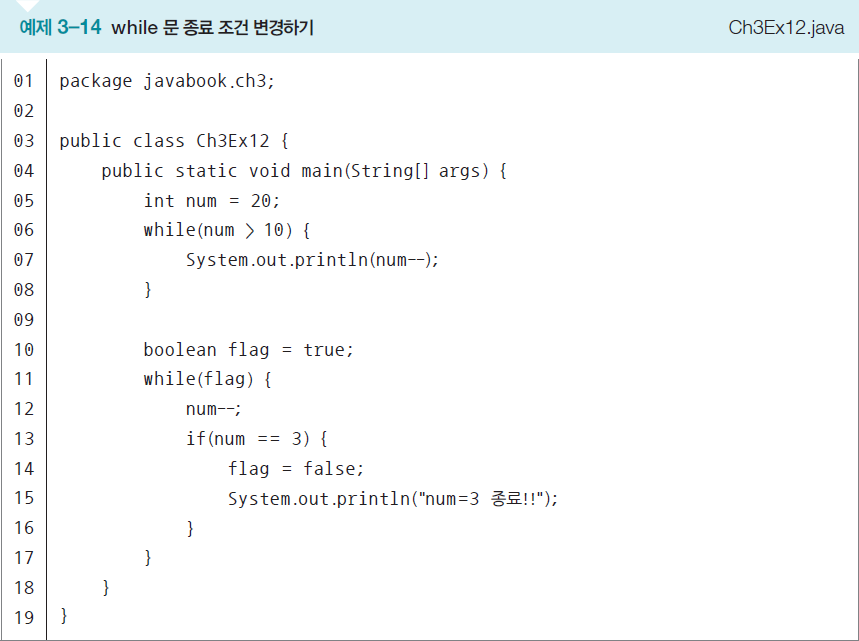 예제 3-14 while 문 종료 조건 변경하기 Ch3Ex12.java
01 package javabook.ch3;
02
03 public class Ch3Ex12 {
04     public static void main(String[] args) {
05         int num = 20;
06         while(num > 10) {
07             System.out.println(num--);
08         }
09
10         boolean flag = true;
11         while(flag) {
12             num--;
13             if(num == 3) {
14                 flag = false;
15                 System.out.println("num=3 종료!!");
16             }
17         }
18     }
19 }